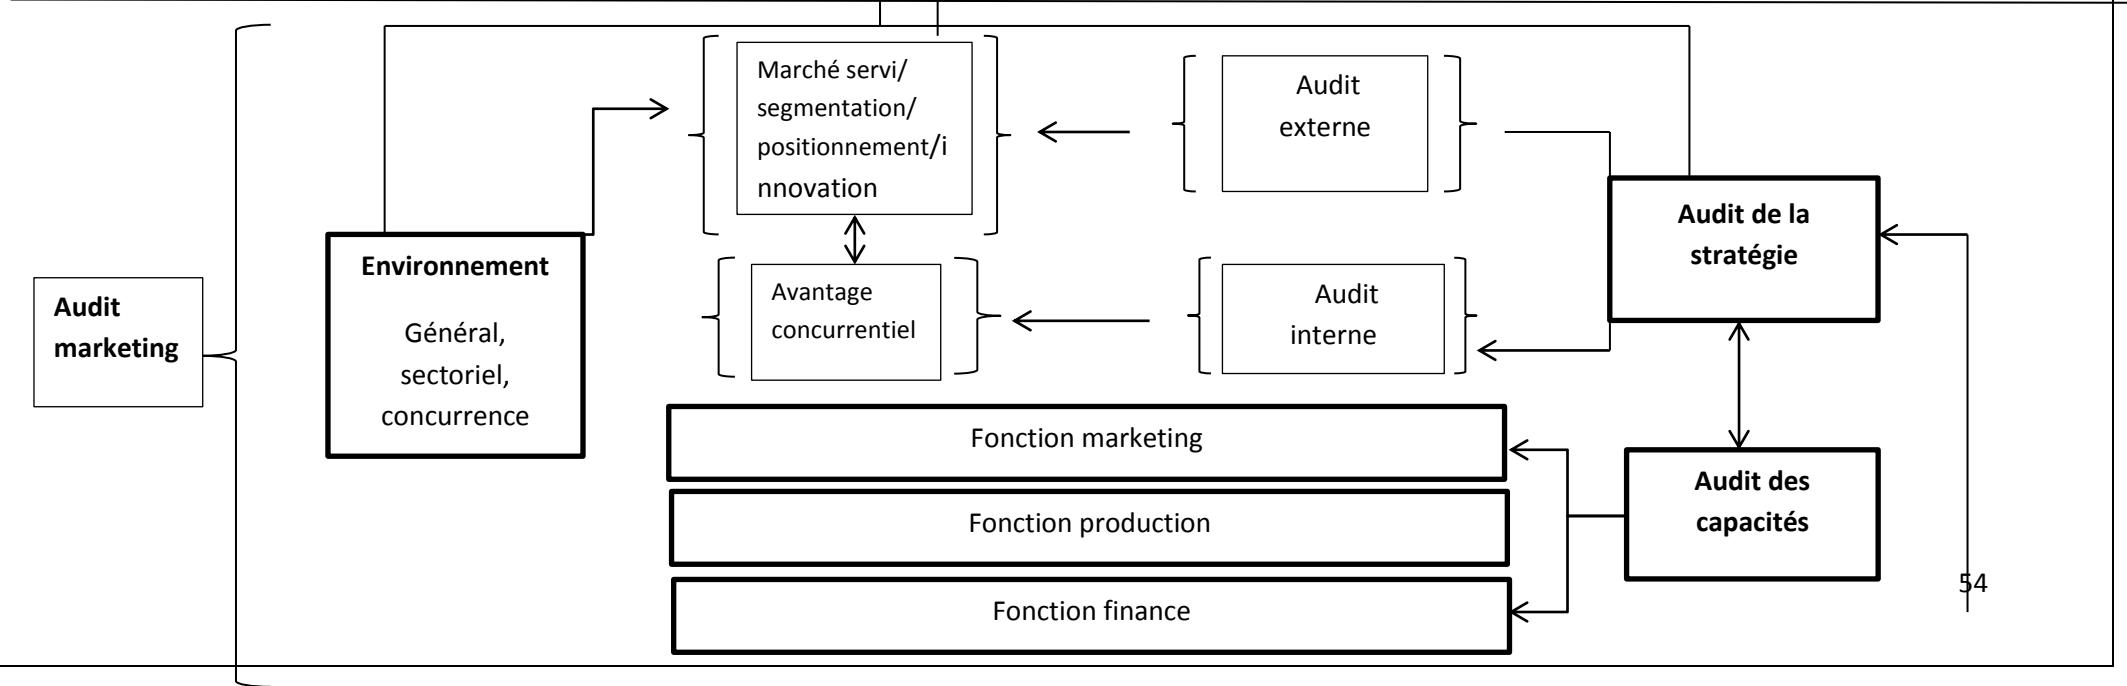 Audit
marketing
Environnement
Général,
sectoriel,
concurrence
Marché servi/
segmentation/
positionnement/i
nnovation
Avantage
concurrentiel
Audit
externe
Audit
interne
Audit de la
stratégie
Fonction marketing
Fonction production
Fonction finance
Audit des
capacités
54